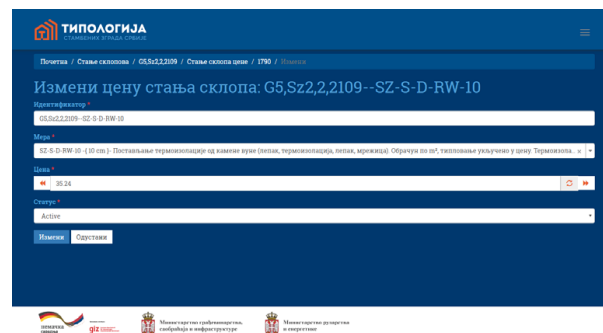 ТИПОЛОГИЈА
СТАМБЕНИХ ЗГРАДА СРБИЈЕ
Почетна / Стање склопова / G5,Sz2,2,2109 / Стање склопа цене / 1790 / Измени
Измени цену стања склопа: G5,Sz2,2,2109--SZ-S-D-RW-10
Идентификатор *
G5,Sz2,2,2109--SZ-S-D-RW-10
Мера *
SZ-S-D-RW-10 -( 10 cm )- Постављање термоизолације од камене вуне (лепак, термоизолација, лепак, мрежица). Обрачун по m², типловање укључено у цену. Термоизола...
Цена *
35.24
Статус *
Active
Измени Одустани
giz
Министарство грађевинарства,
саобраћаја и инфраструктуре
Министарство рударства
и енергетике